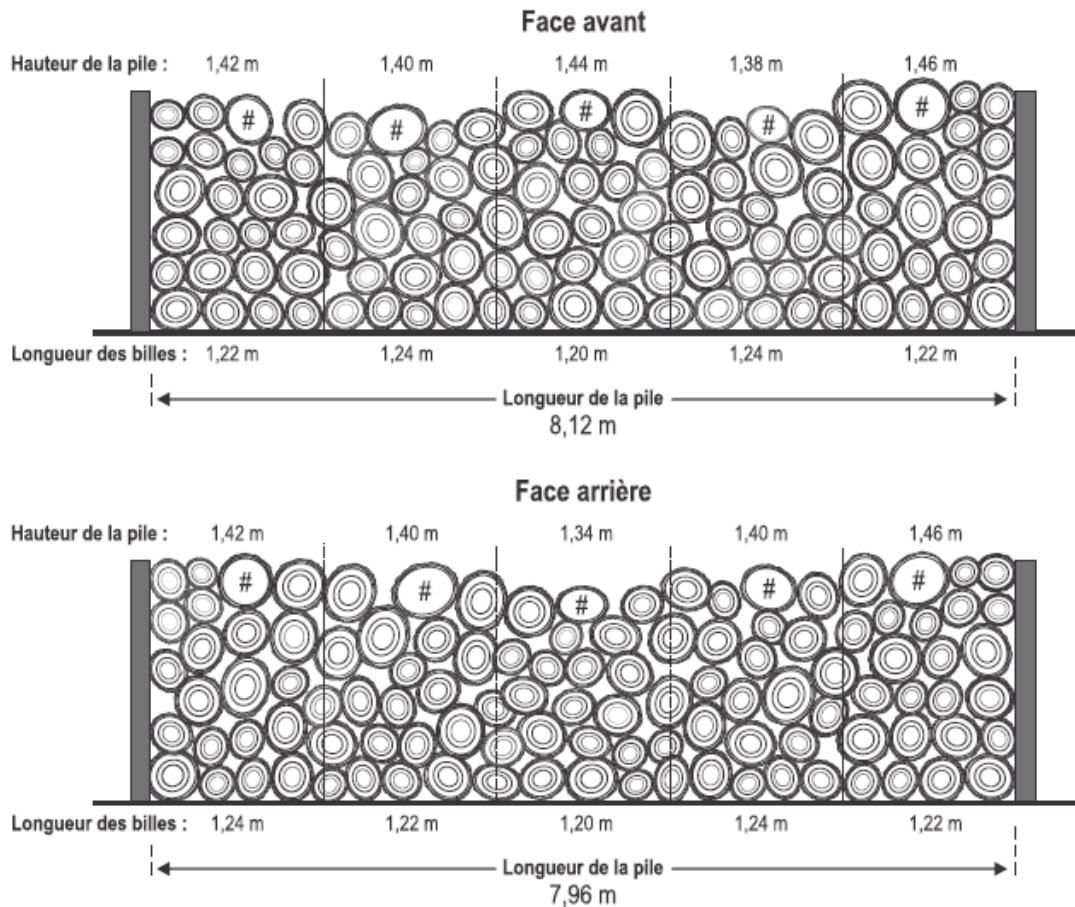 Face avant
Hauteur de la pile : 1,42 m 1,40 m 1,44 m 1,38 m 1,46 m
# # # # #
Longueur des billes : 1,22 m 1,24 m 1,20 m 1,24 m 1,22 m
Longueur de la pile
8,12 m
Face arrière
Hauteur de la pile : 1,42 m 1,40 m 1,34 m 1,40 m 1,46 m
# # # # #
Longueur des billes : 1,24 m 1,22 m 1,20 m 1,24 m 1,22 m
Longueur de la pile
7,96 m